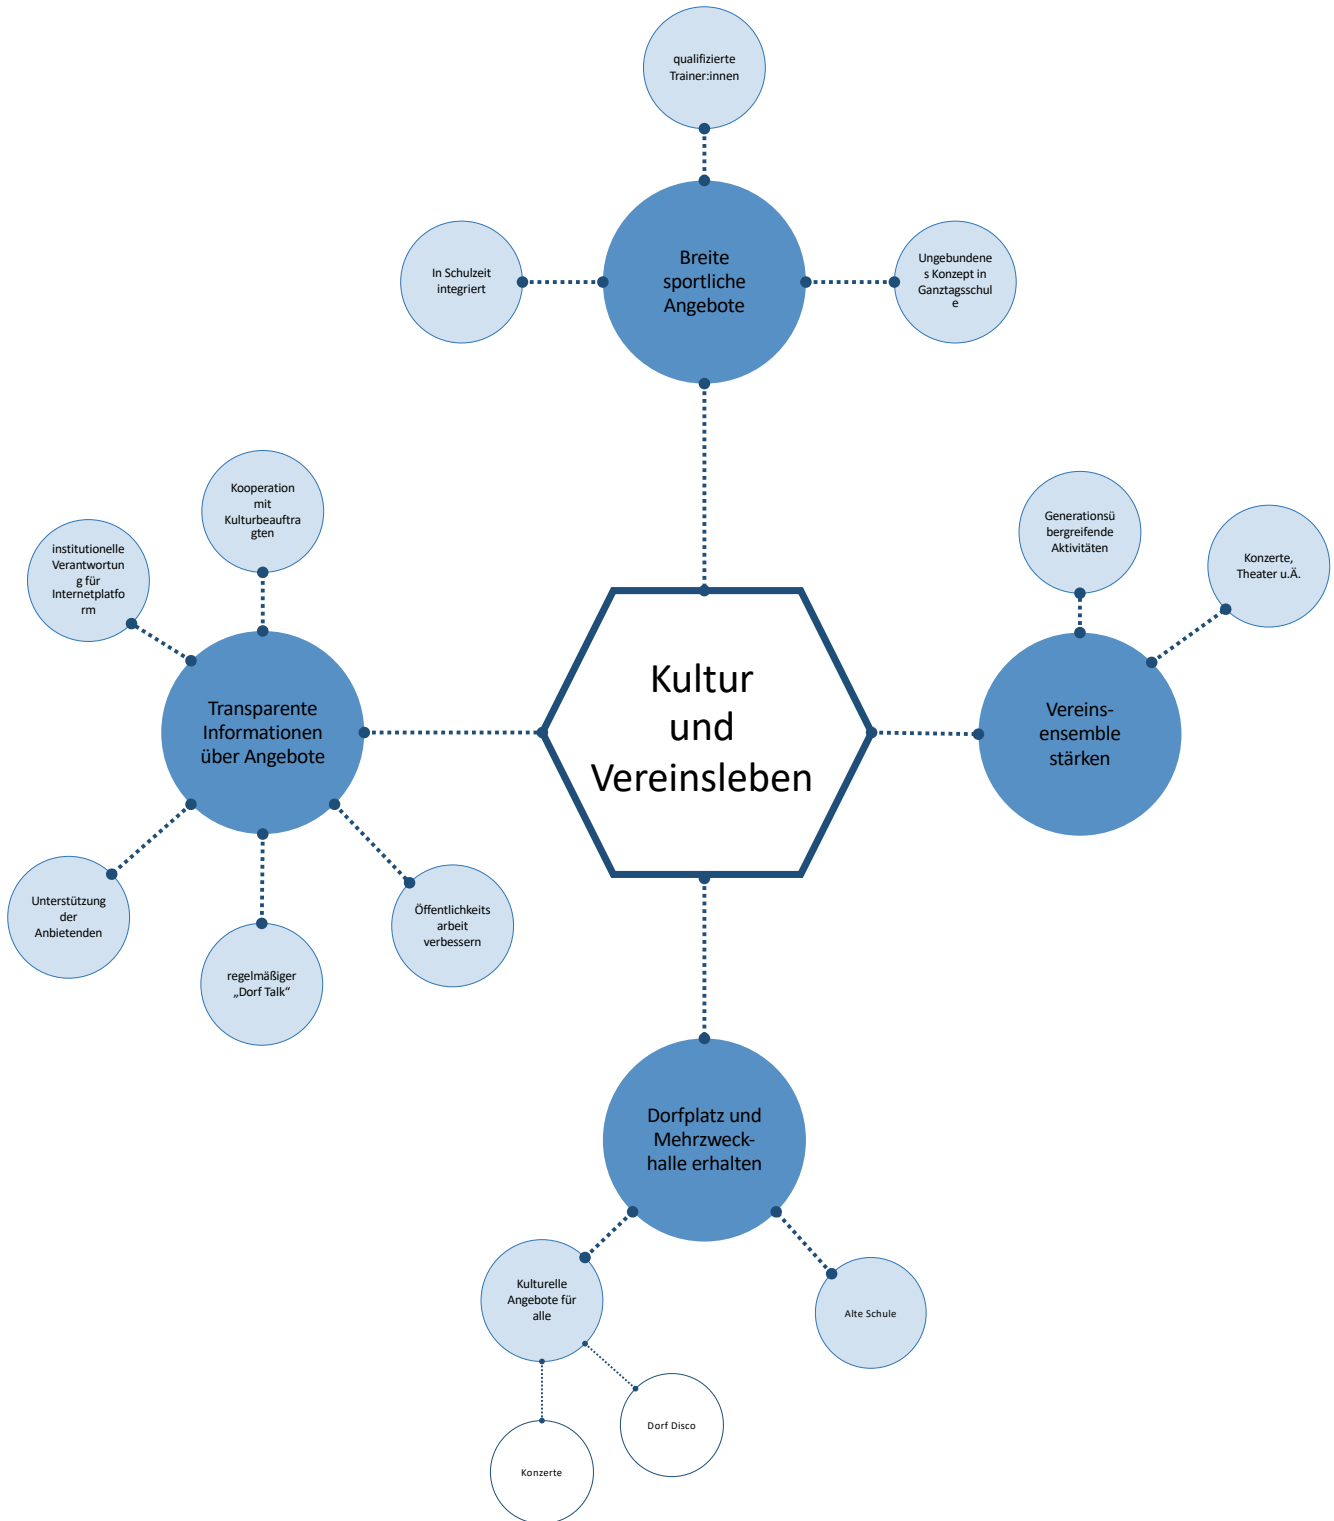 qualifizierte
Trainer:innen
Breite
sportliche
Angebote
In Schulzeit
integriert
Ungebundene
s Konzept in
Ganztagsschul
e
Kooperation
mit
Kulturbeauftra
gten
institutionelle
Verantwortun
g für
Internetplatfo
rm
Generationsü
bergreifende
Aktivitäten
Konzerte,
Theater u.Ä.
Kultur
und
Vereinsleben
Transparente
Informationen
über Angebote
Vereins-
ensemble
stärken
Unterstützung
der
Anbietenden
regelmäßiger
„Dorf Talk“
Öffentlichkeits
arbeit
verbessern
Dorfplatz und
Mehrzweck-
halle erhalten
Kulturelle
Angebote für
alle
Alte Schule
Dorf Disco
Konzerte